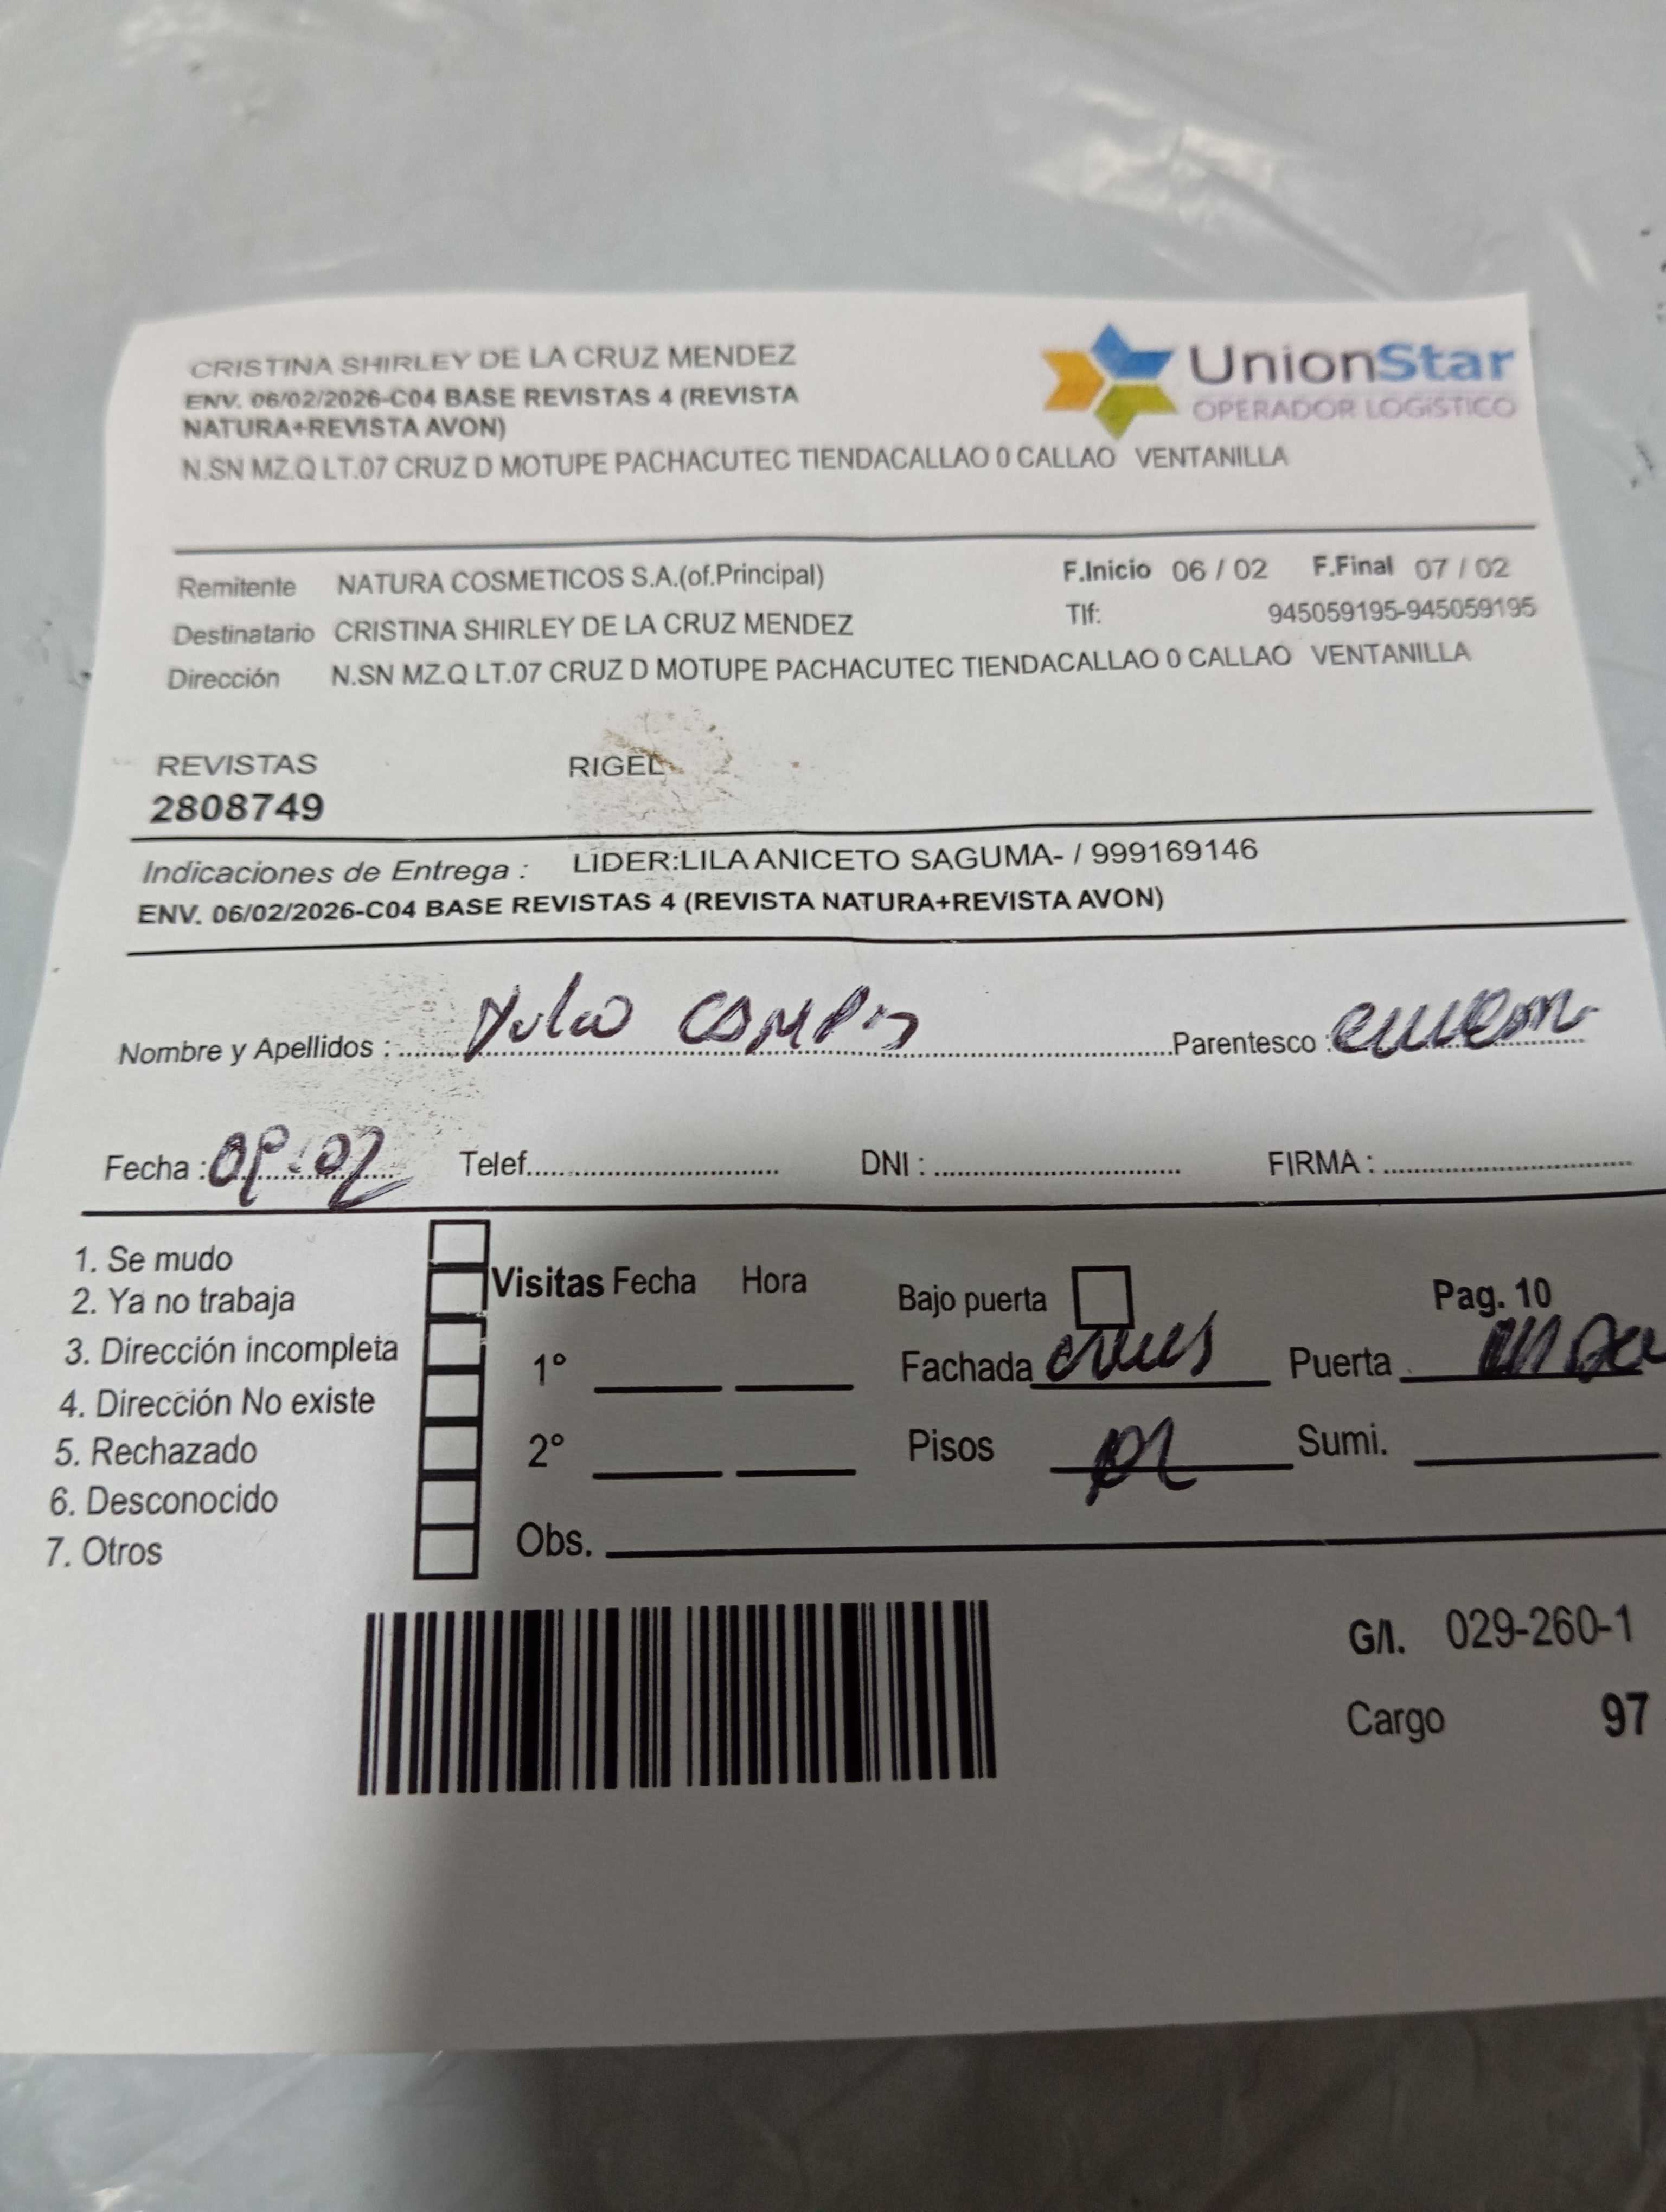 CRISTINA SHIRLEY DE LA CRUZ MENDEZ
ENV. 06/02/2026-C04 BASE REVISTAS 4 (REVISTA
NATURA+REVISTA AVON)
N.SN MZ.Q LT.07 CRUZ D MOTUPE PACHACUTEC TIENDACALLAO 0 CALLAO VENTANILLA
UnionStar
OPERADOR LOGÍSTICO
Remitente NATURA COSMETICOS S.A.(of.Principal) F.Inicio 06 / 02 F.Final 07 / 02
Destinatario CRISTINA SHIRLEY DE LA CRUZ MENDEZ Tlf: 945059195-945059195
Dirección N.SN MZ.Q LT.07 CRUZ D MOTUPE PACHACUTEC TIENDACALLAO 0 CALLAO VENTANILLA
REVISTAS RIGEL
2808749
Indicaciones de Entrega : LIDER:LILA ANICETO SAGUMA- / 999169146
ENV. 06/02/2026-C04 BASE REVISTAS 4 (REVISTA NATURA+REVISTA AVON)
Nombre y Apellidos : Parentesco :
Fecha : Telef. DNI : FIRMA :
1. Se mudo
2. Ya no trabaja
3. Dirección incompleta
4. Dirección No existe
5. Rechazado
6. Desconocido
7. Otros
Visitas Fecha Hora
1°
2°
Obs.
Bajo puerta Pag. 10
Fachada Puerta
Pisos Sumi.
G/I. 029-260-1
Cargo 97